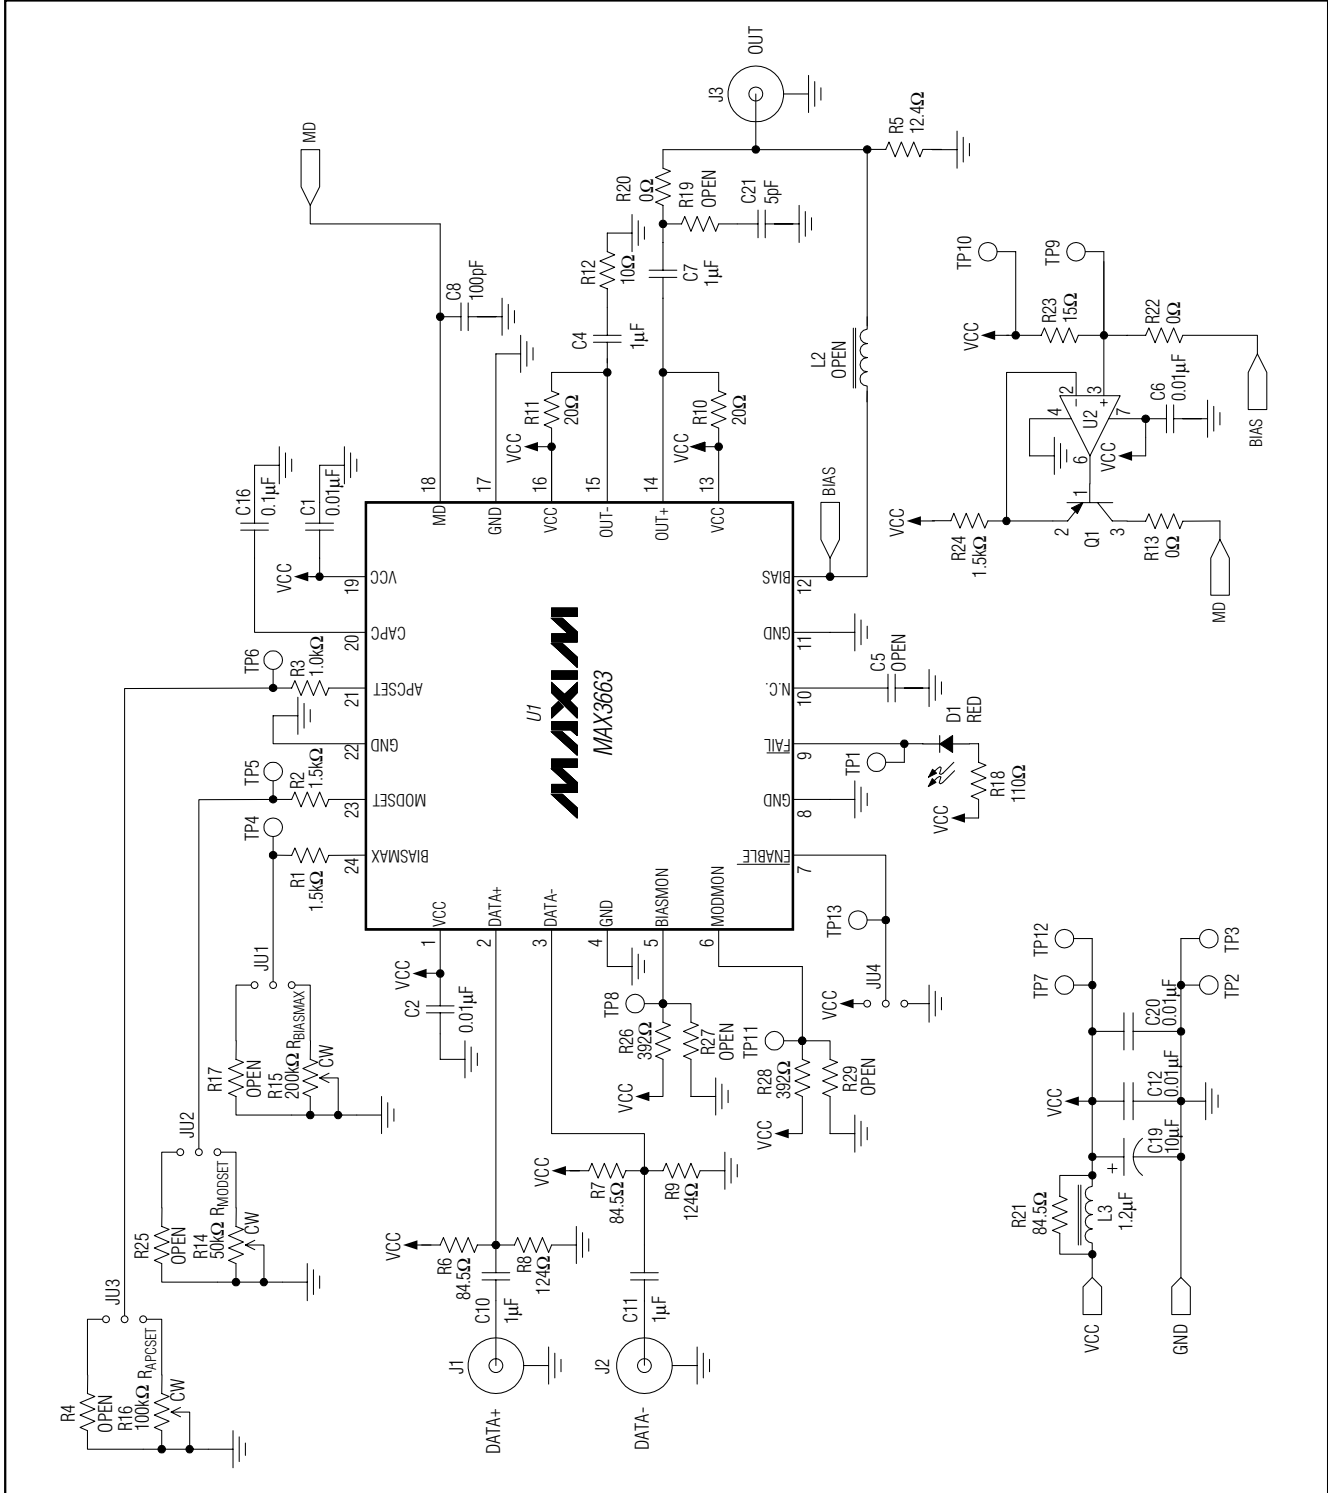 R4
OPEN
R16
100kΩ
RAPCSET
CW
JU3
R25
OPEN
R14
50kΩ
RMODSET
CW
JU2
R17
OPEN
R15
200kΩ
RBIASMAX
CW
JU1
R1
1.5kΩ
TP4
R2
1.5kΩ
TP5
R3
1.0kΩ
TP6
C16
0.1µF
C1
0.01µF
VCC
24
23
22
21
20
19
BIASMAX
MODSET
GND
APCSET
CAPC
VCC
U1
MAXIM
MAX3663
1
VCC
2
DATA+
3
DATA-
4
GND
5
BIASMON
6
MODMON
7
ENABLE
8
GND
9
FAIL
10
N.C.
11
GND
12
BIAS
13
VCC
14
OUT+
15
OUT-
16
VCC
17
GND
18
MD
MD
C8
100pF
VCC
R11
20Ω
C4
1µF
R12
10Ω
VCC
R10
20Ω
C7
1µF
R20
0Ω
R19
OPEN
C21
5pF
J3
OUT
R5
12.4Ω
L2
OPEN
BIAS
VCC
C2
0.01µF
DATA+
J1
C10
1µF
VCC
R6
84.5Ω
R8
124Ω
DATA-
J2
C11
1µF
VCC
R7
84.5Ω
R9
124Ω
TP8
R26
392Ω
VCC
R27
OPEN
TP11
R28
392Ω
VCC
R29
OPEN
TP13
JU4
VCC
TP1
D1
RED
R18
110Ω
VCC
C5
OPEN
VCC
R24
1.5kΩ
2
1
3
Q1
R13
0Ω
MD
U2
2
3
4
6
7
-
+
VCC
C6
0.01µF
VCC
R23
15Ω
TP10
TP9
R22
0Ω
BIAS
VCC
GND
R21
84.5Ω
L3
1.2µF
+
C19
10µF
VCC
C12
0.01µF
C20
0.01µF
TP7
TP12
TP2
TP3